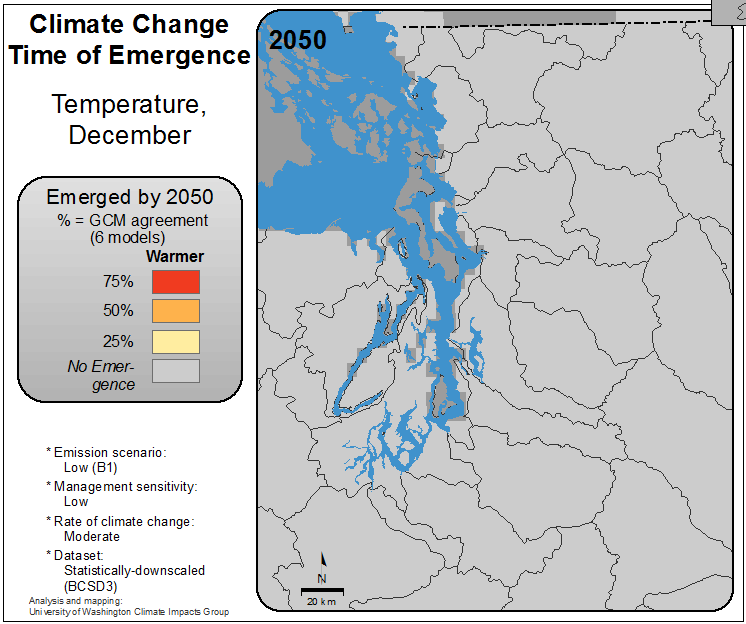 Climate Change
Time of Emergence
Temperature,
December
Emerged by 2050
% = GCM agreement
(6 models)
Warmer
75%
50%
25%
No Emer-
gence
* Emission scenario:
Low (B1)
* Management sensitivity:
Low
* Rate of climate change:
Moderate
* Dataset:
Statistically-downscaled
(BCSD3)
Analysis and mapping:
University of Washington Climate Impacts Group
2050
N
20 km